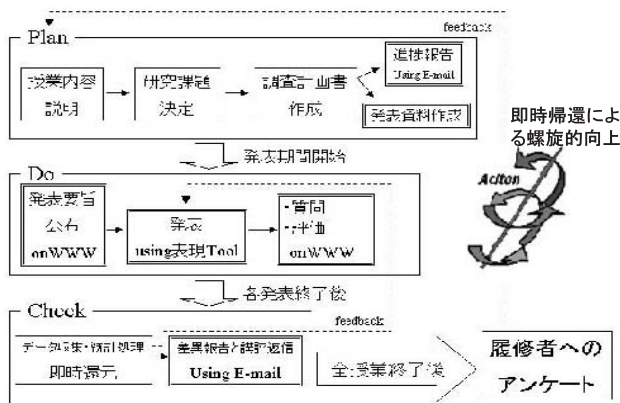 feedback
Plan
授業内容
説明
研究課題
決定
調査計画書
作成
進捗報告
Using E-mail
発表資料作成
発表期間開始
即時帰還によ
る螺旋的向上
Aciton
Do
発表要旨
公布
onWWW
発表
using表現Tool
・質問
・評価
onWWW
各発表終了後
Check
feedback
データ収集・統計処理
即時還元
差異報告と講評返信
Using E-mail
全授業終了後
履修者への
アンケート